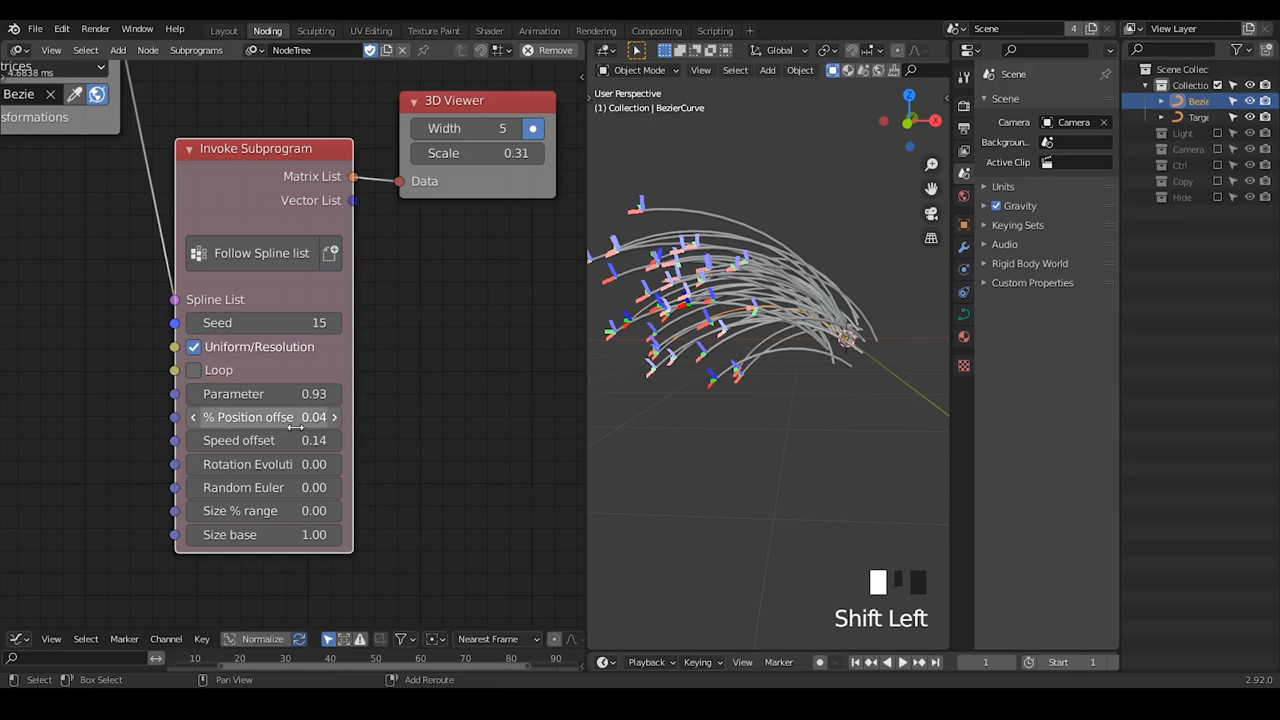 File Edit Render Window Help Layout Noding Sculpting UV Editing Texture Paint Shader Animation Rendering Compositing Scripting Scene 4 View Layer
View Select Add Node Subprograms NodeTree Remove Global
4.6838 ms
trices
Bezie
sformations
Invoke Subprogram
Matrix List
Vector List
Follow Spline list
Spline List
Seed 15
Uniform/Resolution
Loop
Parameter 0.93
% Position offse 0.04
Speed offset 0.14
Rotation Evoluti 0.00
Random Euler 0.00
Size % range 0.00
Size base 1.00
3D Viewer
Width 5
Scale 0.31
Data
Object Mode View Select Add Object
User Perspective
(1) Collection | BezierCurve
Z
X
Shift Left
Scene
Scene
Camera Camera
Backgroun..
Active Clip
Units
Gravity
Keying Sets
Audio
Rigid Body World
Custom Properties
Scene Collec
Collectio
Bezie
Targe
Light
Camera
Ctrl
Copy
Hide
View Select Marker Channel Key Normalize Nearest Frame
10 20 30 40 50 60 70 80 90
Playback Keying View Marker 1 Start 1
Select Box Select Pan View Add Reroute 2.92.0